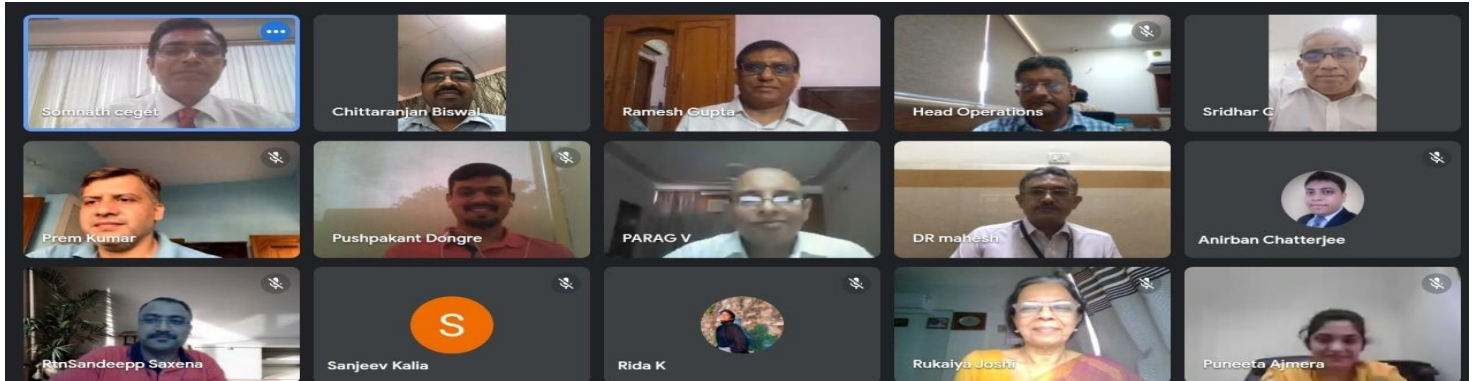 Somnath ceget
Chittaranjan Biswal
Ramesh Gupta
Head Operations
Sridhar C
Prem Kumar
Pushpakant Dongre
PARAG V
DR mahesh
Anirban Chatterjee
RtnSandeepp Saxena
S
Sanjeev Kalia
Rida K
Rukaiya Joshi
Puneeta Ajmera